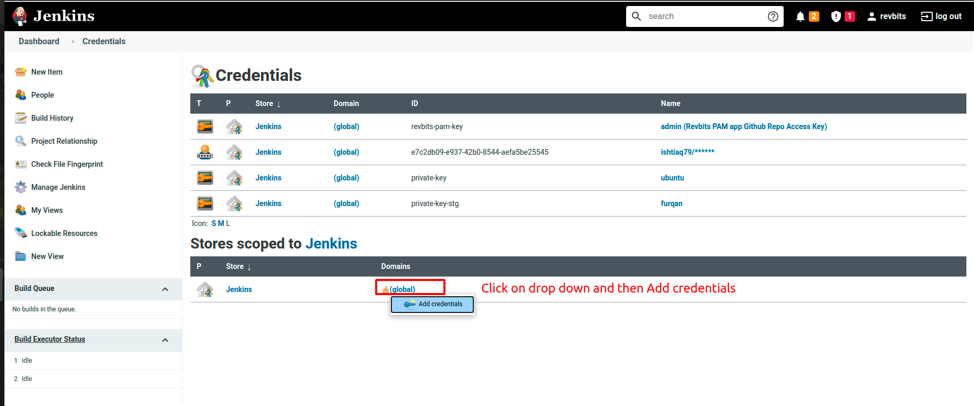 Jenkins
search
2
1
revbits
log out
Dashboard
Credentials
New Item
People
Build History
Project Relationship
Check File Fingerprint
Manage Jenkins
My Views
Lockable Resources
New View
Build Queue
No builds in the queue.
Build Executor Status
1 Idle
2 Idle
Credentials
T P Store ↓ Domain ID Name
Jenkins (global) revbits-pam-key admin (Revbits PAM app Github Repo Access Key)
Jenkins (global) e7c2db09-e937-42b0-8544-aefa5be25545 ishtiaq79/******
Jenkins (global) private-key ubuntu
Jenkins (global) private-key-stg furqan
Icon: S M L
Stores scoped to Jenkins
P Store ↓ Domains
Jenkins (global)
Click on drop down and then Add credentials
Add credentials